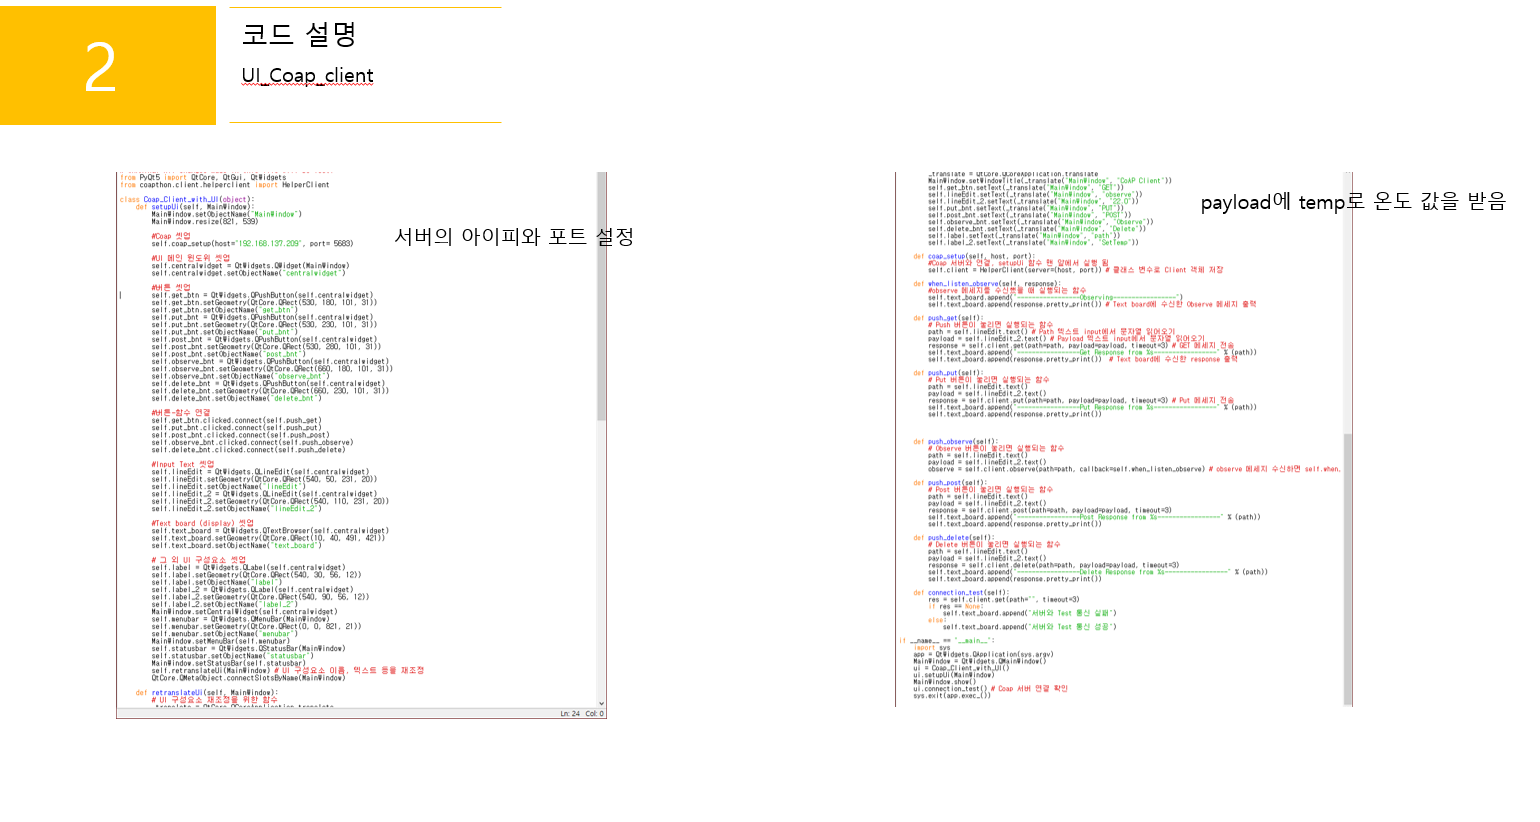 2
코드 설명
UI_Coap_client
from PyQt5 import QtCore, QtGui, QtWidgets
from coapthon.client.helperclient import HelperClient
class Coap_Client_with_UI(object):
def setupUi(self, MainWindow):
MainWindow.setObjectName("MainWindow")
MainWindow.resize(821, 539)
#Coap 셋업
self.coap_setup(host="192.168.137.209", port= 5683)
서버의 아이피와 포트 설정
#UI 메인 윈도위 셋업
self.centralwidget = QtWidgets.QWidget(MainWindow)
self.centralwidget.setObjectName("centralwidget")
#버튼 셋업
self.get_btn = QtWidgets.QPushButton(self.centralwidget)
self.get_btn.setGeometry(QtCore.QRect(530, 180, 101, 31))
self.get_btn.setObjectName("get_btn")
self.put_bnt = QtWidgets.QPushButton(self.centralwidget)
self.put_bnt.setGeometry(QtCore.QRect(530, 230, 101, 31))
self.put_bnt.setObjectName("put_bnt")
self.post_bnt = QtWidgets.QPushButton(self.centralwidget)
self.post_bnt.setGeometry(QtCore.QRect(530, 280, 101, 31))
self.post_bnt.setObjectName("post_bnt")
self.observe_bnt = QtWidgets.QPushButton(self.centralwidget)
self.observe_bnt.setGeometry(QtCore.QRect(660, 180, 101, 31))
self.observe_bnt.setObjectName("observe_bnt")
self.delete_bnt = QtWidgets.QPushButton(self.centralwidget)
self.delete_bnt.setGeometry(QtCore.QRect(660, 230, 101, 31))
self.delete_bnt.setObjectName("delete_bnt")
#버튼-함수 연결
self.get_btn.clicked.connect(self.push_get)
self.put_bnt.clicked.connect(self.push_put)
self.post_bnt.clicked.connect(self.push_post)
self.observe_bnt.clicked.connect(self.push_observe)
self.delete_bnt.clicked.connect(self.push_delete)
#Input Text 셋업
self.lineEdit = QtWidgets.QLineEdit(self.centralwidget)
self.lineEdit.setGeometry(QtCore.QRect(540, 50, 231, 20))
self.lineEdit.setObjectName("lineEdit")
self.lineEdit_2 = QtWidgets.QLineEdit(self.centralwidget)
self.lineEdit_2.setGeometry(QtCore.QRect(540, 110, 231, 20))
self.lineEdit_2.setObjectName("lineEdit_2")
#Text board (display) 셋업
self.text_board = QtWidgets.QTextBrowser(self.centralwidget)
self.text_board.setGeometry(QtCore.QRect(10, 40, 491, 421))
self.text_board.setObjectName("text_board")
# 그 외 UI 구성요소 셋업
self.label = QtWidgets.QLabel(self.centralwidget)
self.label.setGeometry(QtCore.QRect(540, 30, 56, 12))
self.label.setObjectName("label")
self.label_2 = QtWidgets.QLabel(self.centralwidget)
self.label_2.setGeometry(QtCore.QRect(540, 90, 56, 12))
self.label_2.setObjectName("label_2")
MainWindow.setCentralWidget(self.centralwidget)
self.menubar = QtWidgets.QMenuBar(MainWindow)
self.menubar.setGeometry(QtCore.QRect(0, 0, 821, 21))
self.menubar.setObjectName("menubar")
MainWindow.setMenuBar(self.menubar)
self.statusbar = QtWidgets.QStatusBar(MainWindow)
self.statusbar.setObjectName("statusbar")
MainWindow.setStatusBar(self.statusbar)
self.retranslateUi(MainWindow) # UI 구성요소 이름, 텍스트 등을 재조정
QtCore.QMetaObject.connectSlotsByName(MainWindow)
def retranslateUi(self, MainWindow):
# UI 구성요소 재조정을 위한 함수
_translate = QtCore.QCoreApplication.translate
Ln: 24 Col: 0
_translate = QtCore.QCoreApplication.translate
MainWindow.setWindowTitle(_translate("MainWindow", "CoAP Client"))
self.get_btn.setText(_translate("MainWindow", "GET"))
self.lineEdit.setText(_translate("MainWindow", "observe"))
self.lineEdit_2.setText(_translate("MainWindow", "22.0"))
self.put_bnt.setText(_translate("MainWindow", "PUT"))
self.post_bnt.setText(_translate("MainWindow", "POST"))
self.observe_bnt.setText(_translate("MainWindow", "Observe"))
self.delete_bnt.setText(_translate("MainWindow", "Delete"))
self.label.setText(_translate("MainWindow", "path"))
self.label_2.setText(_translate("MainWindow", "SetTemp"))
payload에 temp로 온도 값을 받음
def coap_setup(self, host, port):
#Coap 서버와 연결, setupUi 함수 맨 앞에서 실행 됨
self.client = HelperClient(server=(host, port)) # 클래스 변수로 Client 객체 저장
def when_listen_observe(self, response):
#observe 메세지를 수신했을 때 실행되는 함수
self.text_board.append("----------------Observing----------------")
self.text_board.append(response.pretty_print()) # Text board에 수신한 Observe 메세지 출력
def push_get(self):
# Push 버튼이 눌리면 실행되는 함수
path = self.lineEdit.text() # Path 텍스트 input에서 문자열 읽어오기
payload = self.lineEdit_2.text() # Payload 텍스트 input에서 문자열 읽어오기
response = self.client.get(path=path, payload=payload, timeout=3) # GET 메세지 전송
self.text_board.append("----------------Get Response from %s----------------" % (path))
self.text_board.append(response.pretty_print()) # Text board에 수신한 response 출력
def push_put(self):
# Put 버튼이 눌리면 실행되는 함수
path = self.lineEdit.text()
payload = self.lineEdit_2.text()
response = self.client.put(path=path, payload=payload, timeout=3) # Put 메세지 전송
self.text_board.append("----------------Put Response from %s----------------" % (path))
self.text_board.append(response.pretty_print())
def push_observe(self):
# Observe 버튼이 눌리면 실행되는 함수
path = self.lineEdit.text()
payload = self.lineEdit_2.text()
observe = self.client.observe(path=path, callback=self.when_listen_observe) # observe 메세지 수신하면 self.when.
def push_post(self):
# Post 버튼이 눌리면 실행되는 함수
path = self.lineEdit.text()
payload = self.lineEdit_2.text()
response = self.client.post(path=path, payload=payload, timeout=3)
self.text_board.append("----------------Post Response from %s----------------" % (path))
self.text_board.append(response.pretty_print())
def push_delete(self):
# Delete 버튼이 눌리면 실행되는 함수
path = self.lineEdit.text()
payload = self.lineEdit_2.text()
response = self.client.delete(path=path, payload=payload, timeout=3)
self.text_board.append("----------------Delete Response from %s----------------" % (path))
self.text_board.append(response.pretty_print())
def connection_test(self):
res = self.client.get(path="", timeout=3)
if res == None:
self.text_board.append("서버와 Test 통신 실패")
else:
self.text_board.append("서버와 Test 통신 성공")
if __name__ == "__main__":
import sys
app = QtWidgets.QApplication(sys.argv)
MainWindow = QtWidgets.QMainWindow()
ui = Coap_Client_with_UI()
ui.setupUi(MainWindow)
MainWindow.show()
ui.connection_test() # Coap 서버 연결 확인
sys.exit(app.exec_())